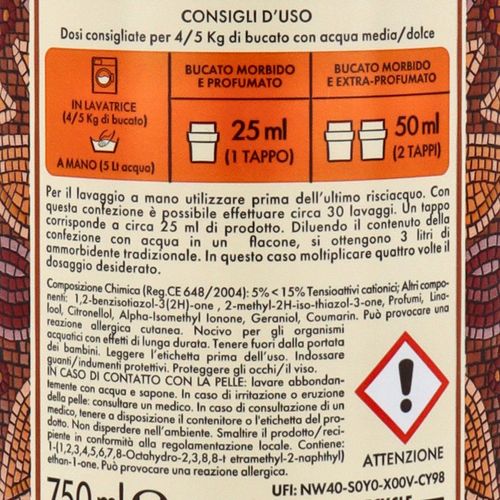 CONSIGLI D'USO
Dosi consigliate per 4/5 Kg di bucato con acqua media/dolce
IN LAVATRICE
(4/5 Kg di bucato)
A MANO (5 Lt acqua)
BUCATO MORBIDO
E PROFUMATO
25 ml
(1 TAPPO)
BUCATO MORBIDO
E EXTRA-PROFUMATO
50 ml
(2 TAPPI)
Per il lavaggio a mano utilizzare prima dell'ultimo risciacquo. Con
questa confezione è possibile effettuare circa 30 lavaggi. Un tappo
corrisponde a circa 25 ml di prodotto. Diluendo il contenuto della
confezione con acqua in un flacone, si ottengono 3 litri di
ammorbidente tradizionale. In questo caso moltiplicare quattro volte il
dosaggio desiderato.
Composizione Chimica (Reg.CE 648/2004): 5% < 15% Tensioattivi cationici; Altri compo-
nenti: 1,2-benzisotiazol-3(2H)-one , 2-methyl-2H-iso-thiazol-3-one, Profumi, Lina-
lool, Citronellol, Alpha-Isomethyl Ionone, Geraniol, Coumarin. Può provocare una
reazione allergica cutanea. Nocivo per gli organismi
acquatici con effetti di lunga durata. Tenere fuori dalla portata
dei bambini. Leggere l'etichetta prima dell'uso. Indossare
guanti/indumenti protettivi. Proteggere gli occhi/il viso.
IN CASO DI CONTATTO CON LA PELLE: lavare abbondan-
temente con acqua e sapone. In caso di irritazione o eruzione
della pelle: consultare un medico. In caso di consultazione di un
medico, tenere a disposizione il contenitore o l'etichetta del pro-
dotto. Non disperdere nell'ambiente. Smaltire il prodotto/reci-
piente in conformità alla regolamentazione locale. Contiene:
1-(1,2,3,4,5,6,7,8-Octahydro-2,3,8,8-t etramethyl-2-naphthyl)
ethan-1-one. Può provocare una reazione allergica.
ATTENZIONE
UFI: NW40-S0Y0-X00V-CY98
750 ml e